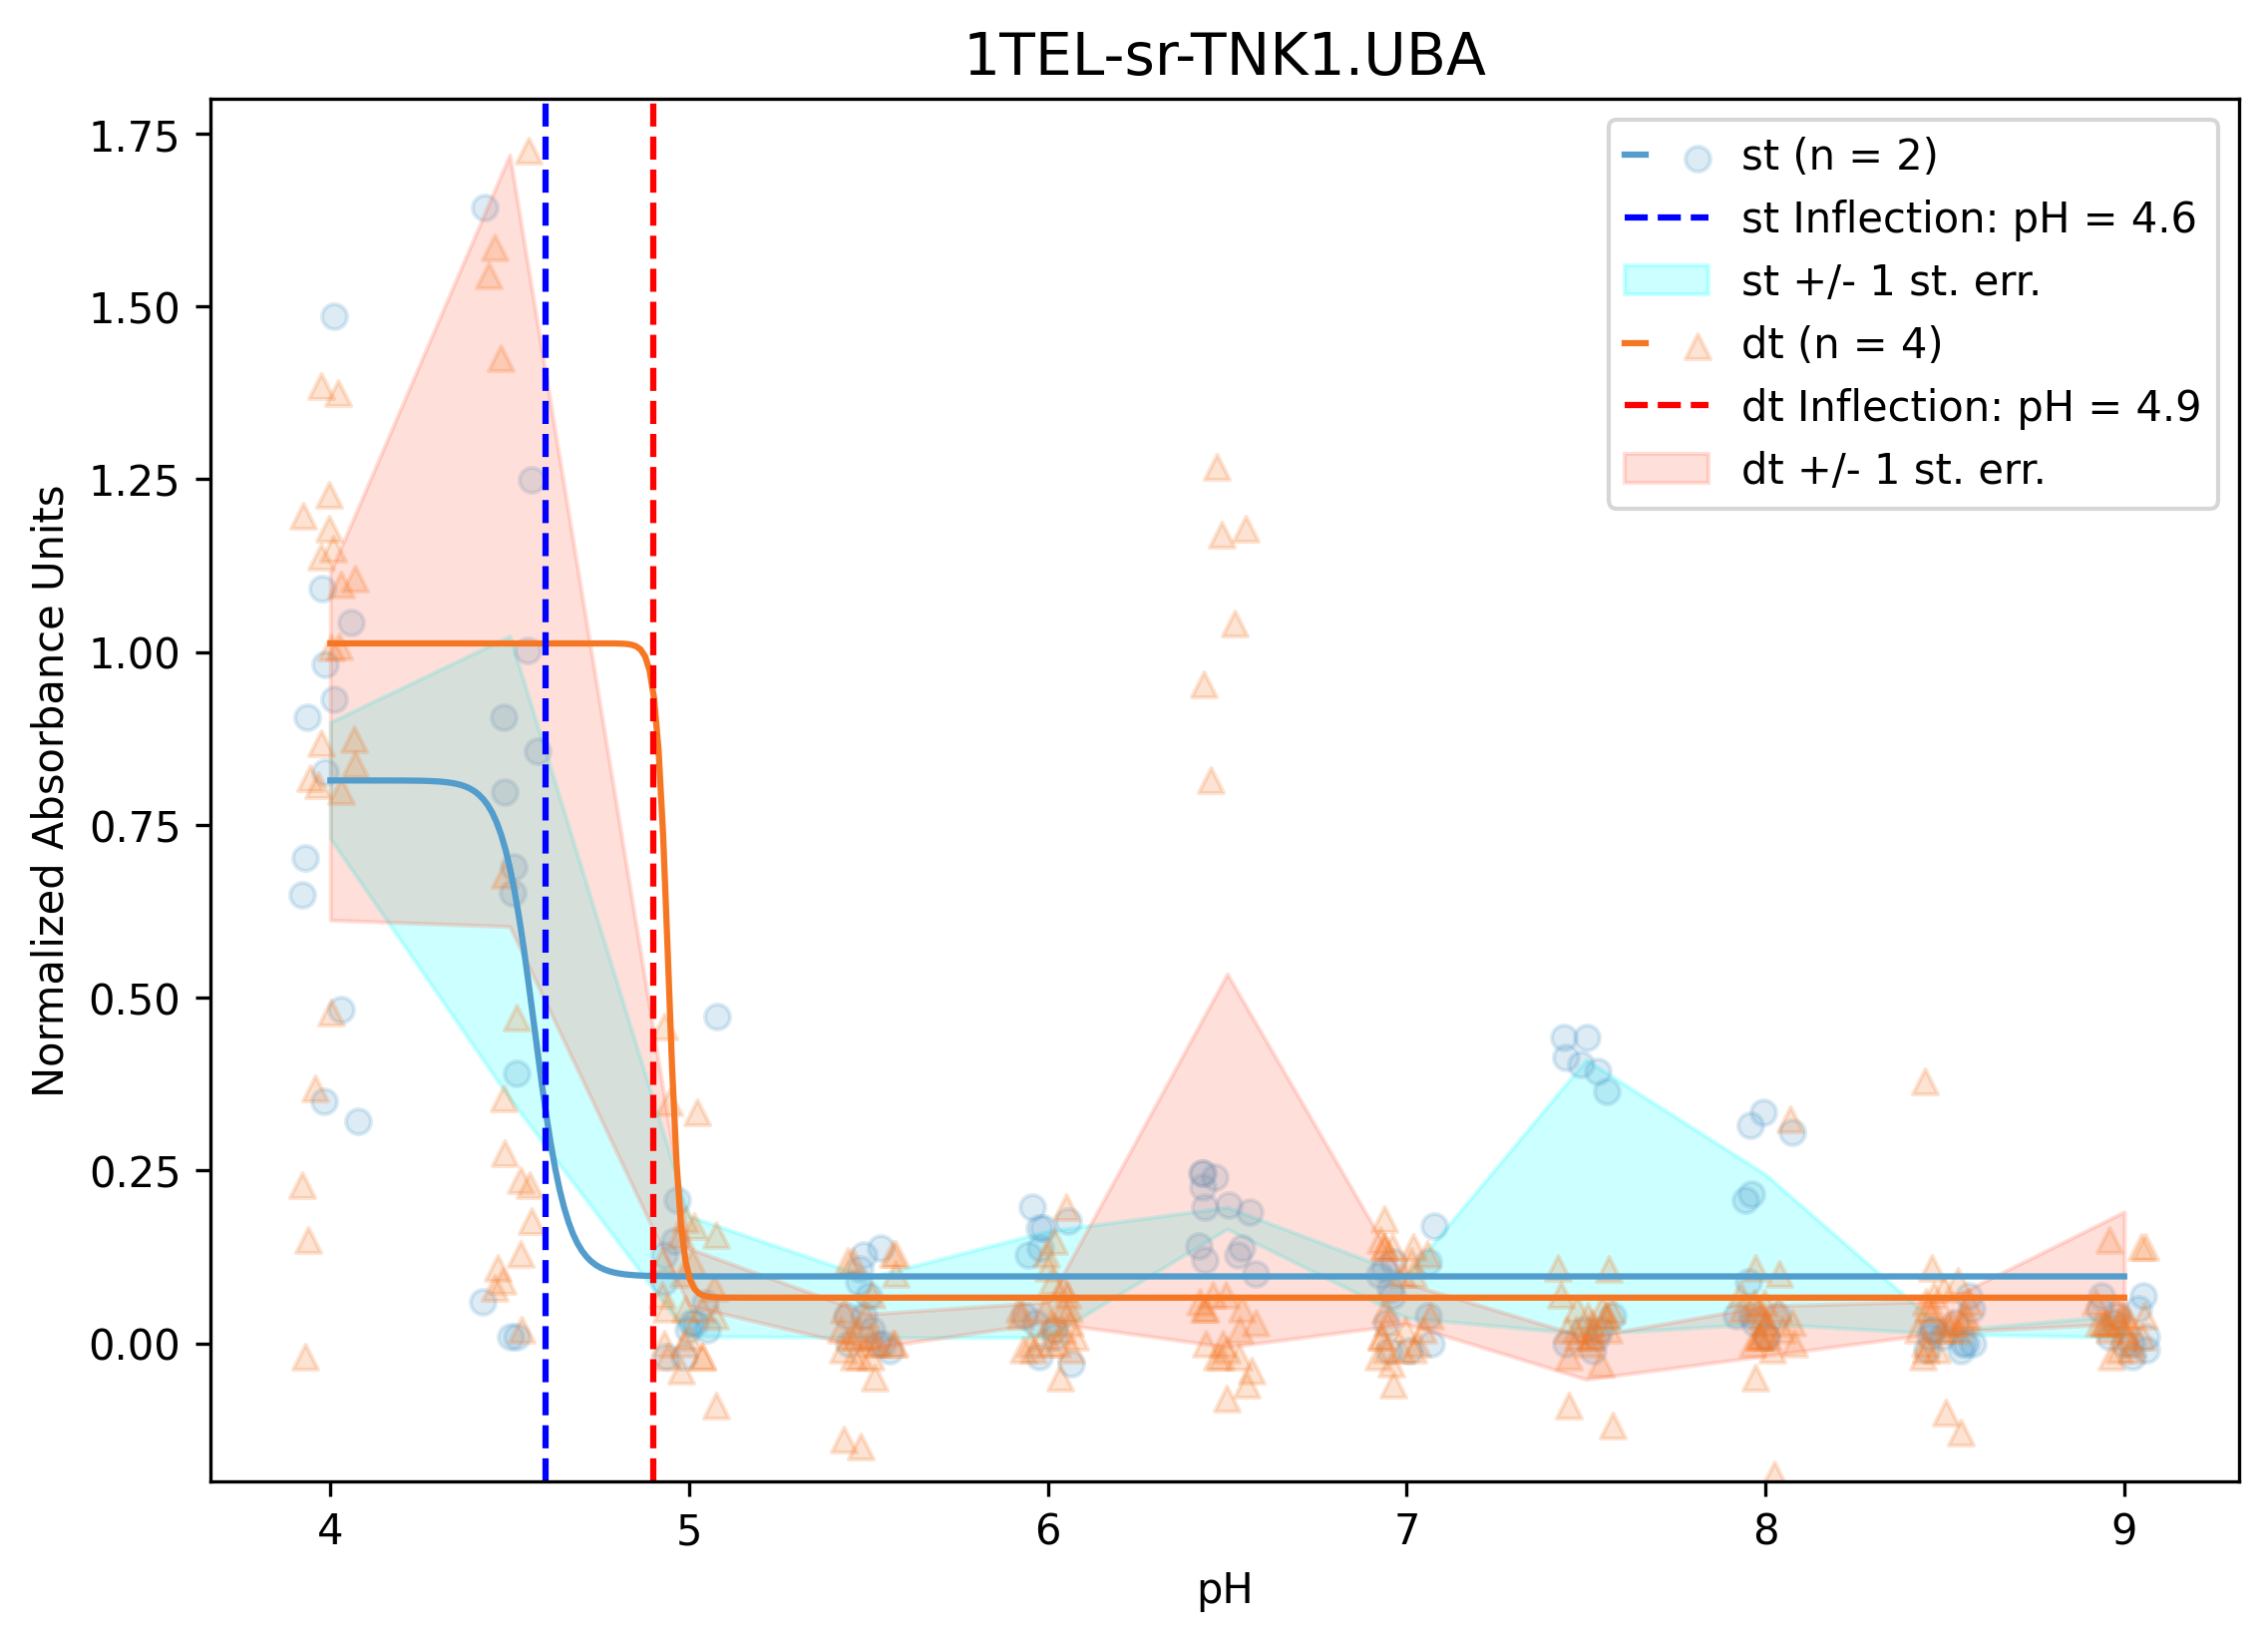 1TEL-sr-TNK1.UBA
Normalized Absorbance Units
1.75
1.50
1.25
1.00
0.75
0.50
0.25
0.00
st (n = 2)
st Inflection: pH = 4.6
st +/- 1 st. err.
dt (n = 4)
dt Inflection: pH = 4.9
dt +/- 1 st. err.
4 5 6 7 8 9
pH